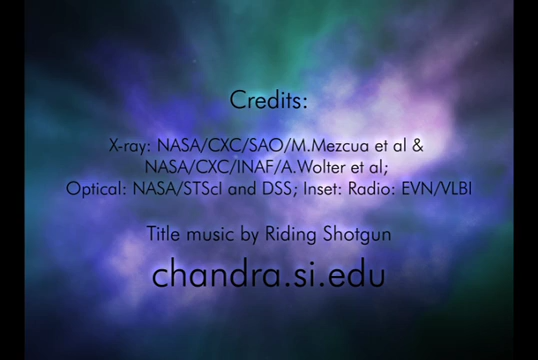 Credits:
X-ray: NASA/CXC/SAO/M.Mezcua et al &
NASA/CXC/INAF/A.Wolter et al;
Optical: NASA/STScI and DSS; Inset: Radio: EVN/VLBI
Title music by Riding Shotgun
chandra.si.edu